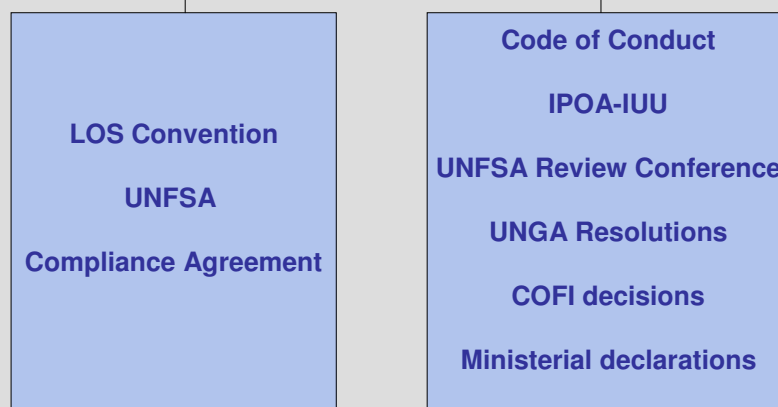 LOS Convention
UNFSA
Compliance Agreement
Code of Conduct
IPOA-IUU
UNFSA Review Conference
UNGA Resolutions
COFI decisions
Ministerial declarations